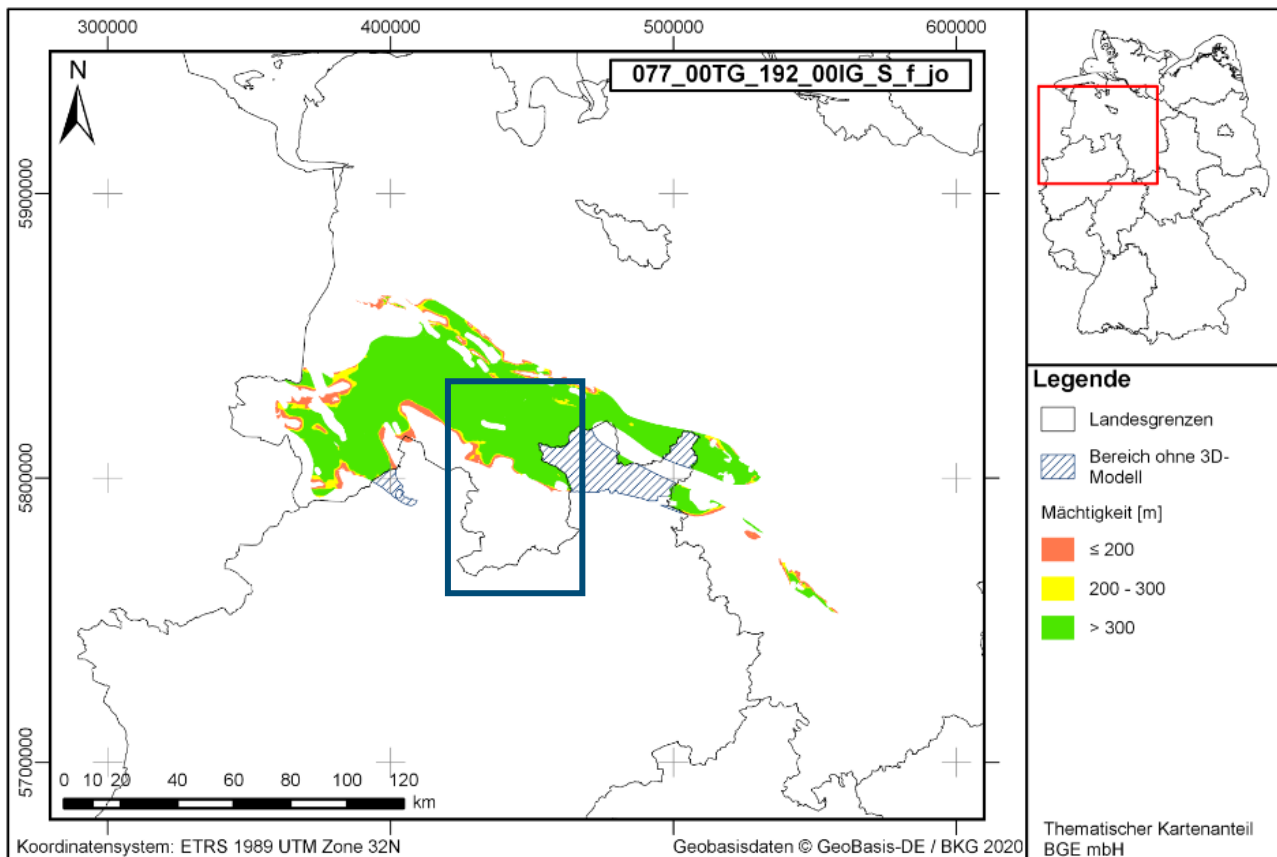 300000
400000
500000
600000
N
077_00TG_192_00IG_S_f_jo
5900000
5800000
5700000
0 10 20 40 60 80 100 120
km
Koordinatensystem: ETRS 1989 UTM Zone 32N
Geobasisdaten © GeoBasis-DE / BKG 2020
Legende
Landesgrenzen
Bereich ohne 3D-
Modell
Mächtigkeit [m]
≤ 200
200 - 300
> 300
Thematischer Kartenanteil
BGE mbH